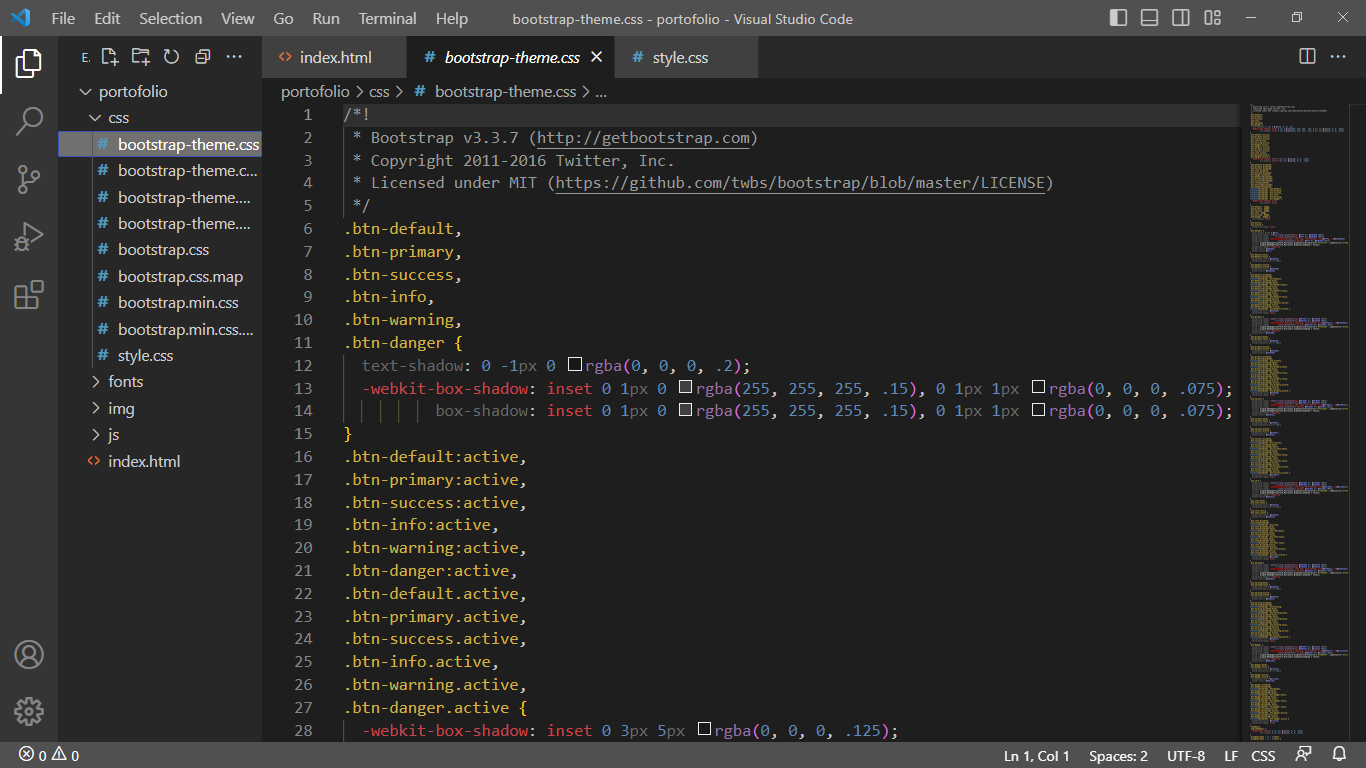 File Edit Selection View Go Run Terminal Help bootstrap-theme.css - portofolio - Visual Studio Code
E.
index.html
# bootstrap-theme.css
# style.css
portofolio
css
# bootstrap-theme.css
# bootstrap-theme.c...
# bootstrap-theme....
# bootstrap-theme....
# bootstrap.css
# bootstrap.css.map
# bootstrap.min.css
# bootstrap.min.css....
# style.css
fonts
img
js
index.html
portofolio > css > # bootstrap-theme.css > ...
1 /*!
2 * Bootstrap v3.3.7 (http://getbootstrap.com)
3 * Copyright 2011-2016 Twitter, Inc.
4 * Licensed under MIT (https://github.com/twbs/bootstrap/blob/master/LICENSE)
5 */
6 .btn-default,
7 .btn-primary,
8 .btn-success,
9 .btn-info,
10 .btn-warning,
11 .btn-danger {
12 text-shadow: 0 -1px 0 rgba(0, 0, 0, .2);
13 -webkit-box-shadow: inset 0 1px 0 rgba(255, 255, 255, .15), 0 1px 1px rgba(0, 0, 0, .075);
14 box-shadow: inset 0 1px 0 rgba(255, 255, 255, .15), 0 1px 1px rgba(0, 0, 0, .075);
15 }
16 .btn-default:active,
17 .btn-primary:active,
18 .btn-success:active,
19 .btn-info:active,
20 .btn-warning:active,
21 .btn-danger:active,
22 .btn-default.active,
23 .btn-primary.active,
24 .btn-success.active,
25 .btn-info.active,
26 .btn-warning.active,
27 .btn-danger.active {
28 -webkit-box-shadow: inset 0 3px 5px rgba(0, 0, 0, .125);
0 0 Ln 1, Col 1 Spaces: 2 UTF-8 LF CSS